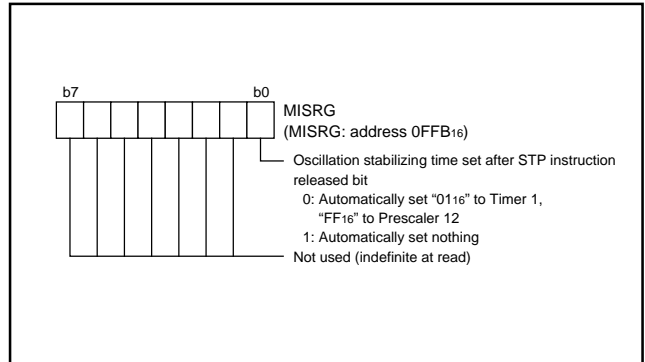 b7 b0
MISRG
(MISRG: address 0FFB₁₆)
Oscillation stabilizing time set after STP instruction
released bit
0: Automatically set “01₁₆” to Timer 1,
“FF₁₆” to Prescaler 12
1: Automatically set nothing
Not used (indefinite at read)